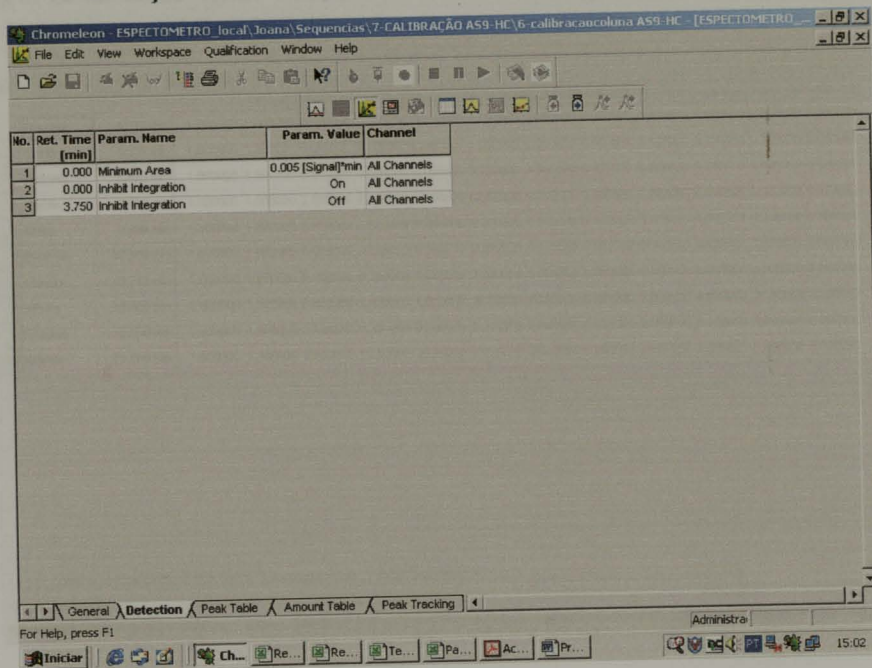 Chromeleon - ESPECTOMETRO_local\Joana\Sequencias\7-CALIBRAÇÃO AS9-HC\6-calibracaocoluna AS9-HC - [ESPECTOMETRO_...
File Edit View Workspace Qualification Window Help
No. Ret. Time [min] Param. Name Param. Value Channel
1 0.000 Minimum Area 0.005 [Signal]*min All Channels
2 0.000 Inhibit Integration On All Channels
3 3.750 Inhibit Integration Off All Channels
General Detection Peak Table Amount Table Peak Tracking
Administra
For Help, press F1
Iniciar Ch... Re... Re... Te... Pa... Ac... Pr... PT 15:02